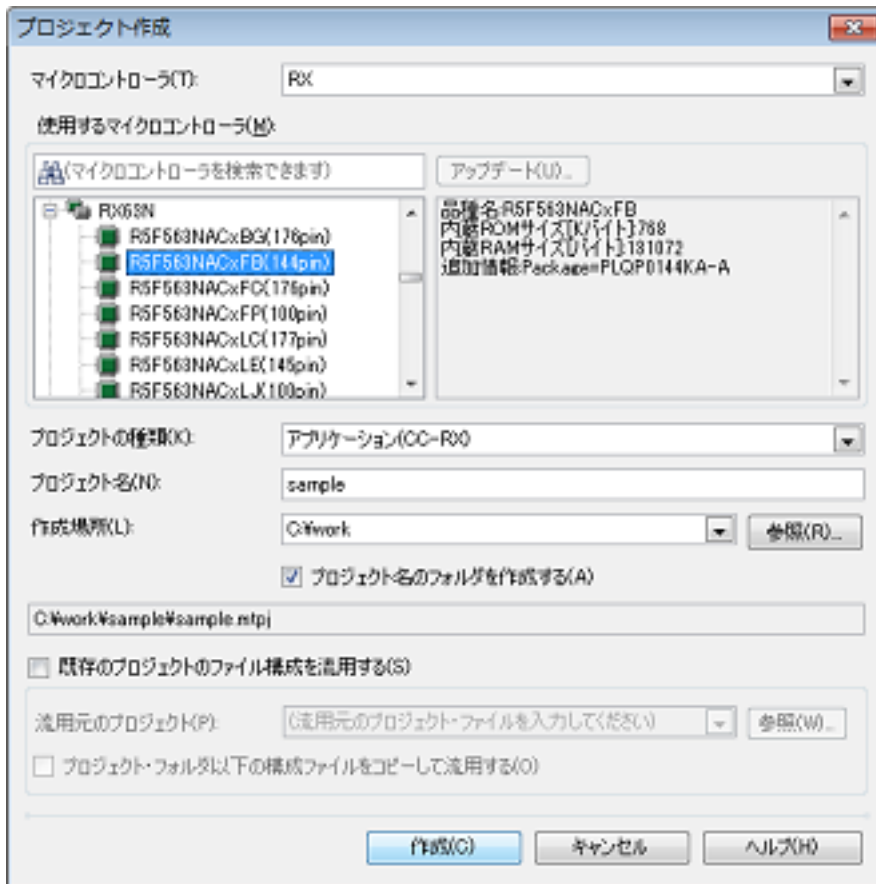 プロジェクト作成
マイクロコントローラ(T): RX
使用するマイクロコントローラ(M):
(マイクロコントローラを検索できます) アップデート(U)...
RX63N
R5F563NACxBG(176pin)
R5F563NACxFB(144pin)
R5F563NACxFC(176pin)
R5F563NACxFP(100pin)
R5F563NACxLC(177pin)
R5F563NACxLE(145pin)
R5F563NACxLJ(100pin)
品種名:R5F563NACxFB
内蔵ROMサイズ[Kバイト]:768
内蔵RAMサイズ[バイト]:131072
追加情報:Package=PLQP0144KA-A
プロジェクトの種類(K): アプリケーション(CC-RX)
プロジェクト名(N): sample
作成場所(L): C:¥work 参照(R)...
プロジェクト名のフォルダを作成する(A)
C:¥work¥sample¥sample.mtpj
既存のプロジェクトのファイル構成を流用する(S)
流用元のプロジェクト(P): (流用元のプロジェクト・ファイルを入力してください) 参照(W)...
プロジェクト・フォルダ以下の構成ファイルをコピーして流用する(O)
作成(C) キャンセル ヘルプ(H)